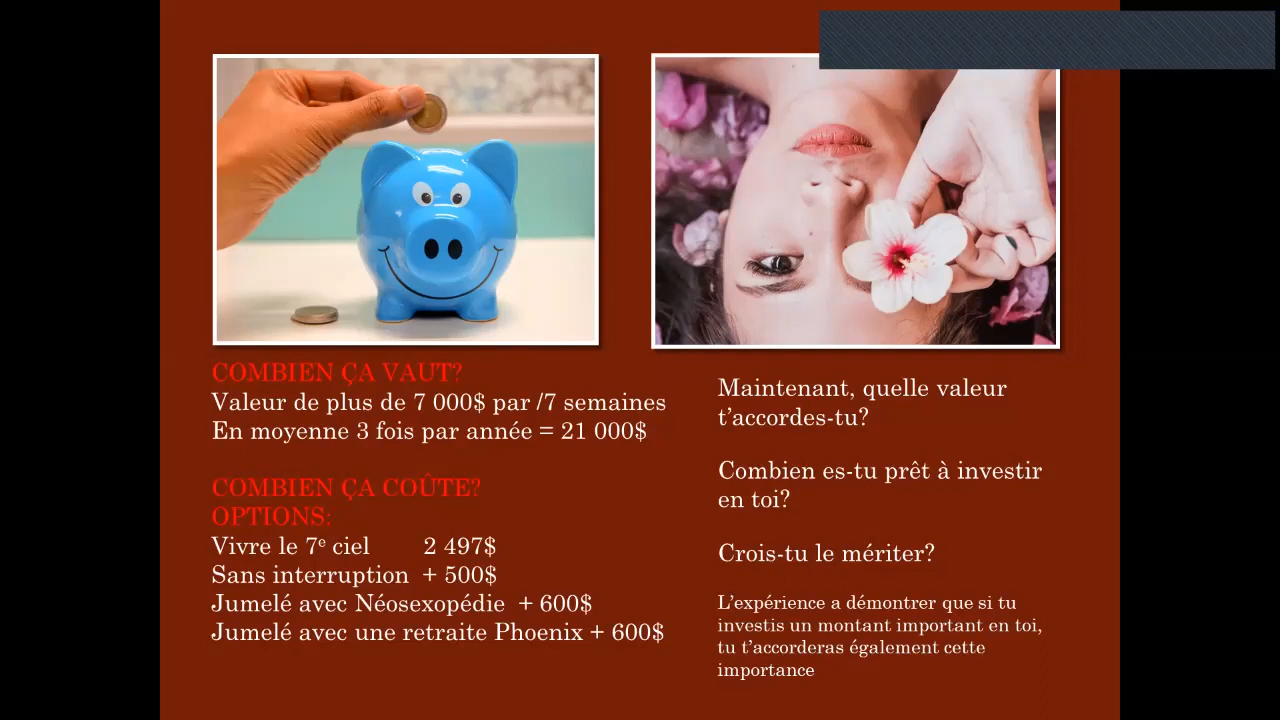 COMBIEN ÇA VAUT?
Valeur de plus de 7 000$ par /7 semaines
En moyenne 3 fois par année = 21 000$
COMBIEN ÇA COÛTE?
OPTIONS:
Vivre le 7e ciel 2 497$
Sans interruption + 500$
Jumelé avec Néosexopédie + 600$
Jumelé avec une retraite Phoenix + 600$
Maintenant, quelle valeur
t'accordes-tu?
Combien es-tu prêt à investir
en toi?
Crois-tu le mériter?
L'expérience a démontrer que si tu
investis un montant important en toi,
tu t'accorderas également cette
importance